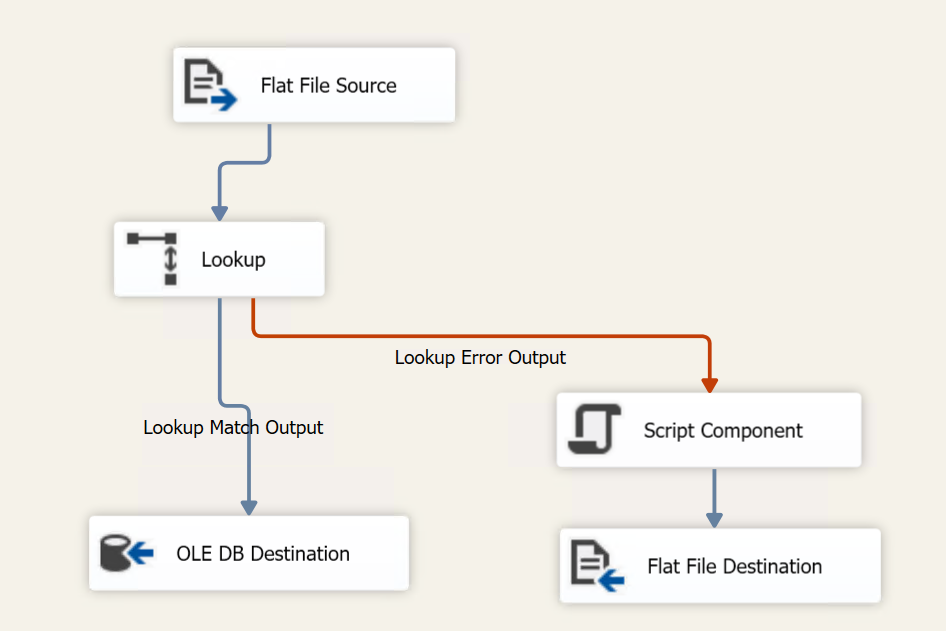 Flat File Source
Lookup
Lookup Error Output
Lookup Match Output
Script Component
OLE DB Destination
Flat File Destination